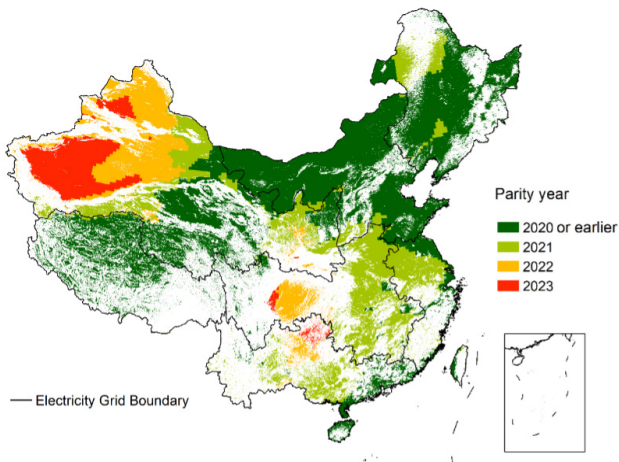 Parity year
2020 or earlier
2021
2022
2023
Electricity Grid Boundary